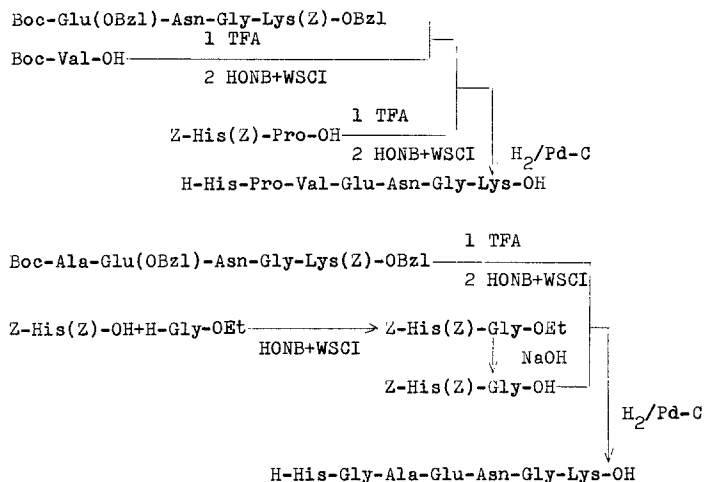 Boc-Glu(OBzl)-Asn-Gly-Lys(Z)-OBzl
1 TFA
Boc-Val-OH
2 HONB+WSCI
1 TFA
Z-His(Z)-Pro-OH
2 HONB+WSCI
H2/Pd-C
H-His-Pro-Val-Glu-Asn-Gly-Lys-OH
1 TFA
Boc-Ala-Glu(OBzl)-Asn-Gly-Lys(Z)-OBzl
2 HONB+WSCI
Z-His(Z)-OH+H-Gly-OEt
HONB+WSCI
Z-His(Z)-Gly-OEt
NaOH
Z-His(Z)-Gly-OH
H2/Pd-C
H-His-Gly-Ala-Glu-Asn-Gly-Lys-OH